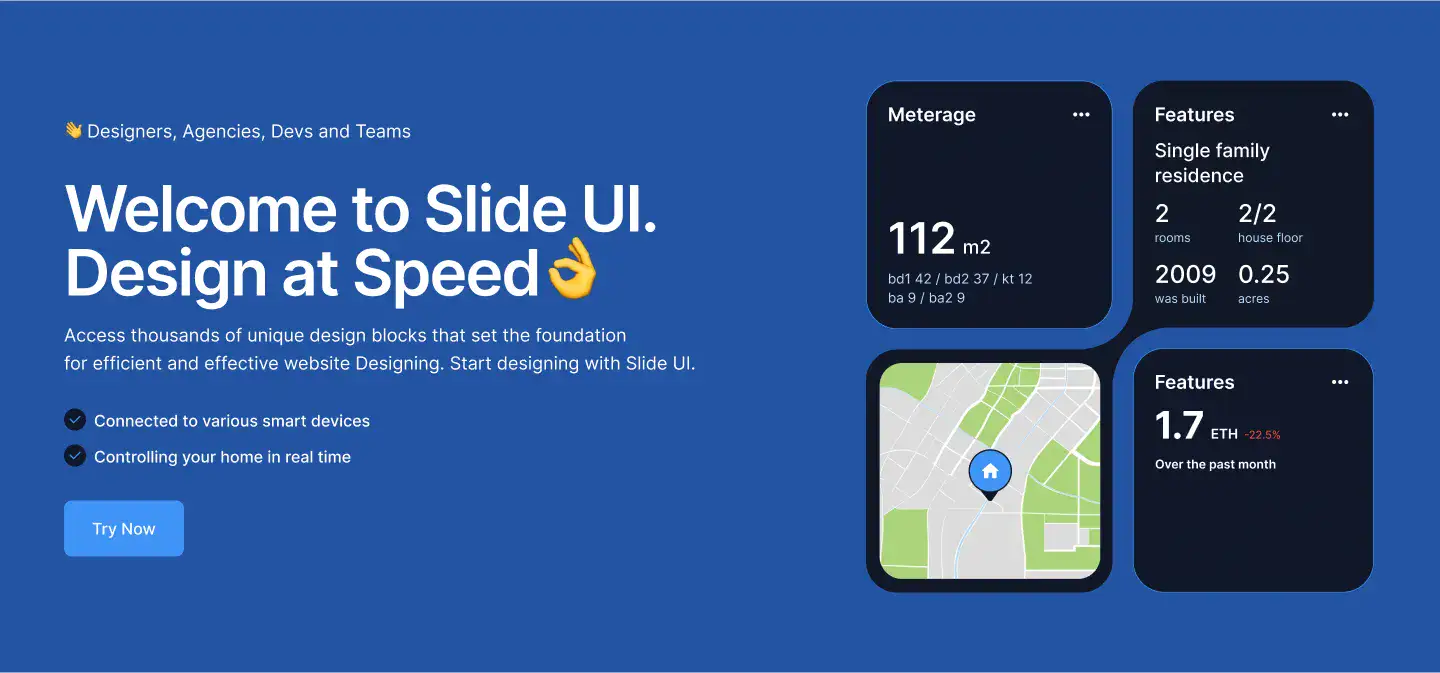 👋 Designers, Agencies, Devs and Teams
Welcome to Slide UI.
Design at Speed👌
Access thousands of unique design blocks that set the foundation
for efficient and effective website Designing. Start designing with Slide UI.
Connected to various smart devices
Controlling your home in real time
Try Now
Meterage
112 m2
bd1 42 / bd2 37 / kt 12
ba 9 / ba2 9
Features
Single family
residence
2 2/2
rooms house floor
2009 0.25
was built acres
Features
1.7 ETH -22.5%
Over the past month